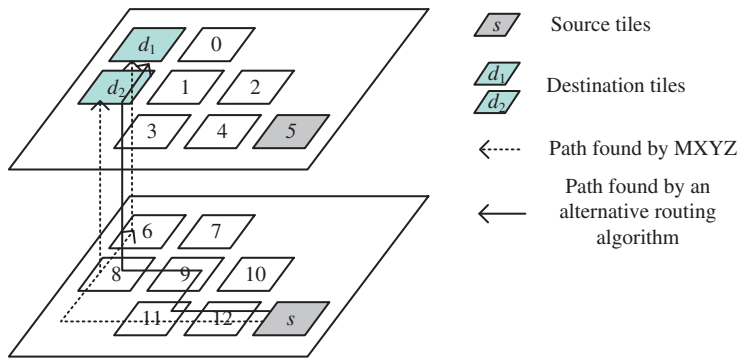 d1
0
d2
1
2
3
4
5
6
7
8
9
10
11
12
s
s
Source tiles
d1
d2
Destination tiles
Path found by MXYZ
Path found by an
alternative routing
algorithm